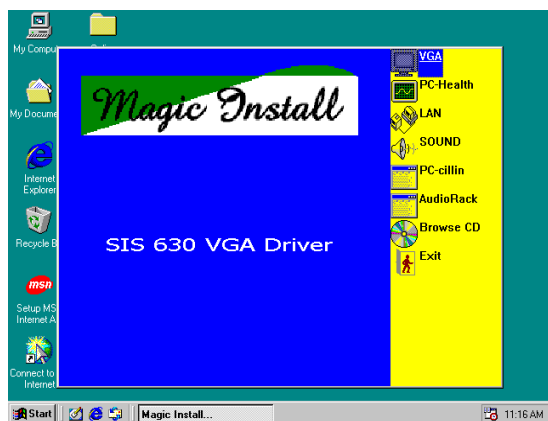 My Compu
My Docume
Internet
Explorer
Recycle B
msn
Setup MS
Internet A
Connect to
Internet
Magic Install
SIS 630 VGA Driver
VGA
PC-Health
LAN
SOUND
PC-cillin
AudioRack
Browse CD
Exit
Start
Magic Install...
11:16 AM